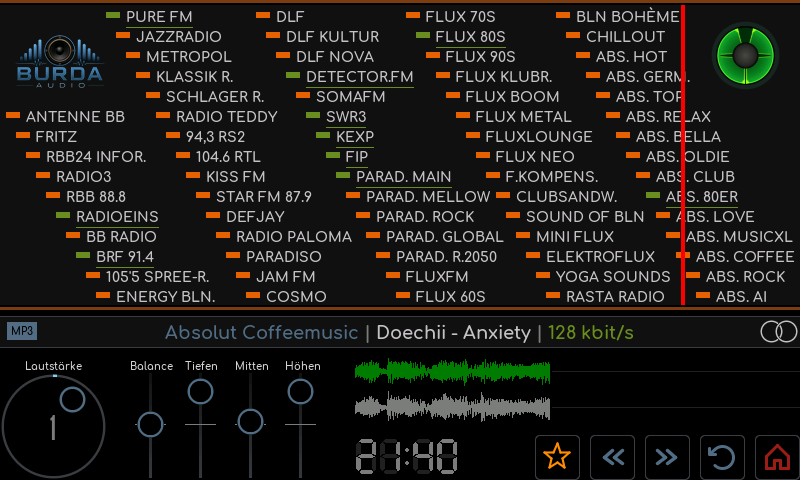 BURDA
AUDIO
ANTENNE BB
FRITZ
RBB24 INFOR.
RADIO3
RBB 88.8
RADIOEINS
BB RADIO
BRF 91.4
105'5 SPREE-R.
ENERGY BLN.
PURE FM
JAZZRADIO
METROPOL
KLASSIK R.
SCHLAGER R.
RADIO TEDDY
94,3 RS2
104.6 RTL
KISS FM
STAR FM 87.9
DEFJAY
RADIO PALOMA
PARADISO
JAM FM
COSMO
DLF
DLF KULTUR
DLF NOVA
DETECTOR.FM
SOMAFM
SWR3
KEXP
FIP
PARAD. MAIN
PARAD. MELLOW
PARAD. ROCK
PARAD. GLOBAL
PARAD. R.2050
FLUXFM
FLUX 60S
FLUX 70S
FLUX 80S
FLUX 90S
FLUX KLUBR.
FLUX BOOM
FLUX METAL
FLUXLOUNGE
FLUX NEO
F.KOMPENS.
CLUBSANDW.
SOUND OF BLN
MINI FLUX
ELEKTROFLUX
YOGA SOUNDS
RASTA RADIO
BLN BOHÈME
CHILLOUT
ABS. HOT
ABS. GERM.
ABS. TOP
ABS. RELAX
ABS. BELLA
ABS. OLDIE
ABS. CLUB
ABS. 80ER
ABS. LOVE
ABS. MUSICXL
ABS. COFFEE
ABS. ROCK
ABS. AI
MP3
Absolut Coffeemusic | Doechii - Anxiety | 128 kbit/s
Lautstärke
1
Balance
Tiefen
Mitten
Höhen
21:40